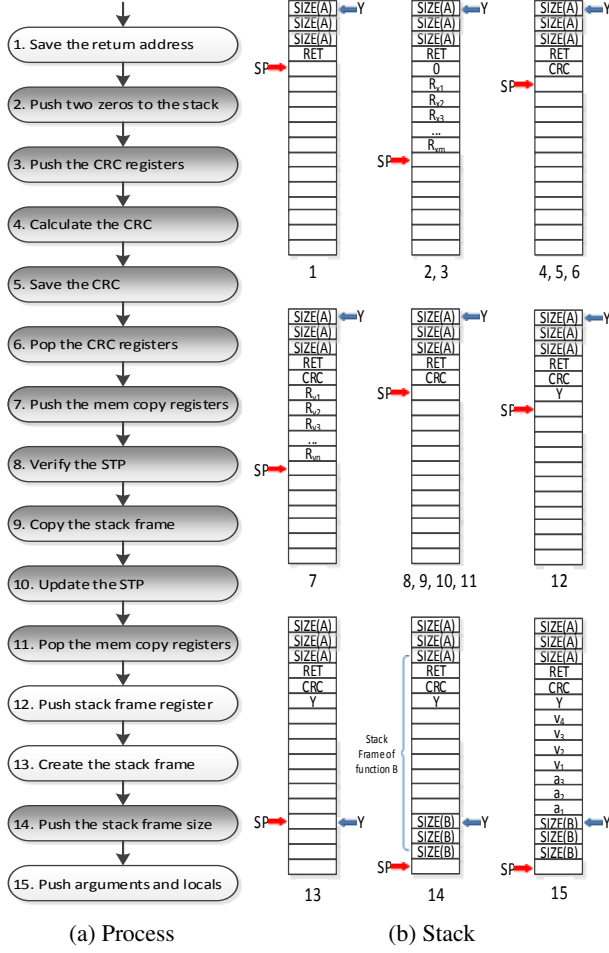 1. Save the return address
2. Push two zeros to the stack
3. Push the CRC registers
4. Calculate the CRC
5. Save the CRC
6. Pop the CRC registers
7. Push the mem copy registers
8. Verify the STP
9. Copy the stack frame
10. Update the STP
11. Pop the mem copy registers
12. Push stack frame register
13. Create the stack frame
14. Push the stack frame size
15. Push arguments and locals
(a) Process
SIZE(A) Y
SIZE(A)
SIZE(A)
RET
SP
1
SIZE(A) Y
SIZE(A)
SIZE(A)
RET
0
Rx1
Rx2
Rx3
...
Rxm
SP
2, 3
SIZE(A) Y
SIZE(A)
SIZE(A)
RET
CRC
SP
4, 5, 6
SIZE(A) Y
SIZE(A)
SIZE(A)
RET
CRC
Ry1
Ry2
Ry3
...
Ryn
SP
7
SIZE(A) Y
SIZE(A)
SIZE(A)
RET
CRC
SP
8, 9, 10, 11
SIZE(A) Y
SIZE(A)
SIZE(A)
RET
CRC
Y
SP
12
SIZE(A)
SIZE(A)
SIZE(A)
RET
CRC
Y
SP Y
13
SIZE(A)
SIZE(A)
SIZE(A)
RET
CRC
Y
Stack
Frame of
function B
SIZE(B) Y
SIZE(B)
SIZE(B)
SP
14
SIZE(A)
SIZE(A)
SIZE(A)
RET
CRC
Y
v4
v3
v2
v1
a3
a2
a1
SIZE(B) Y
SIZE(B)
SIZE(B)
SP
15
(b) Stack